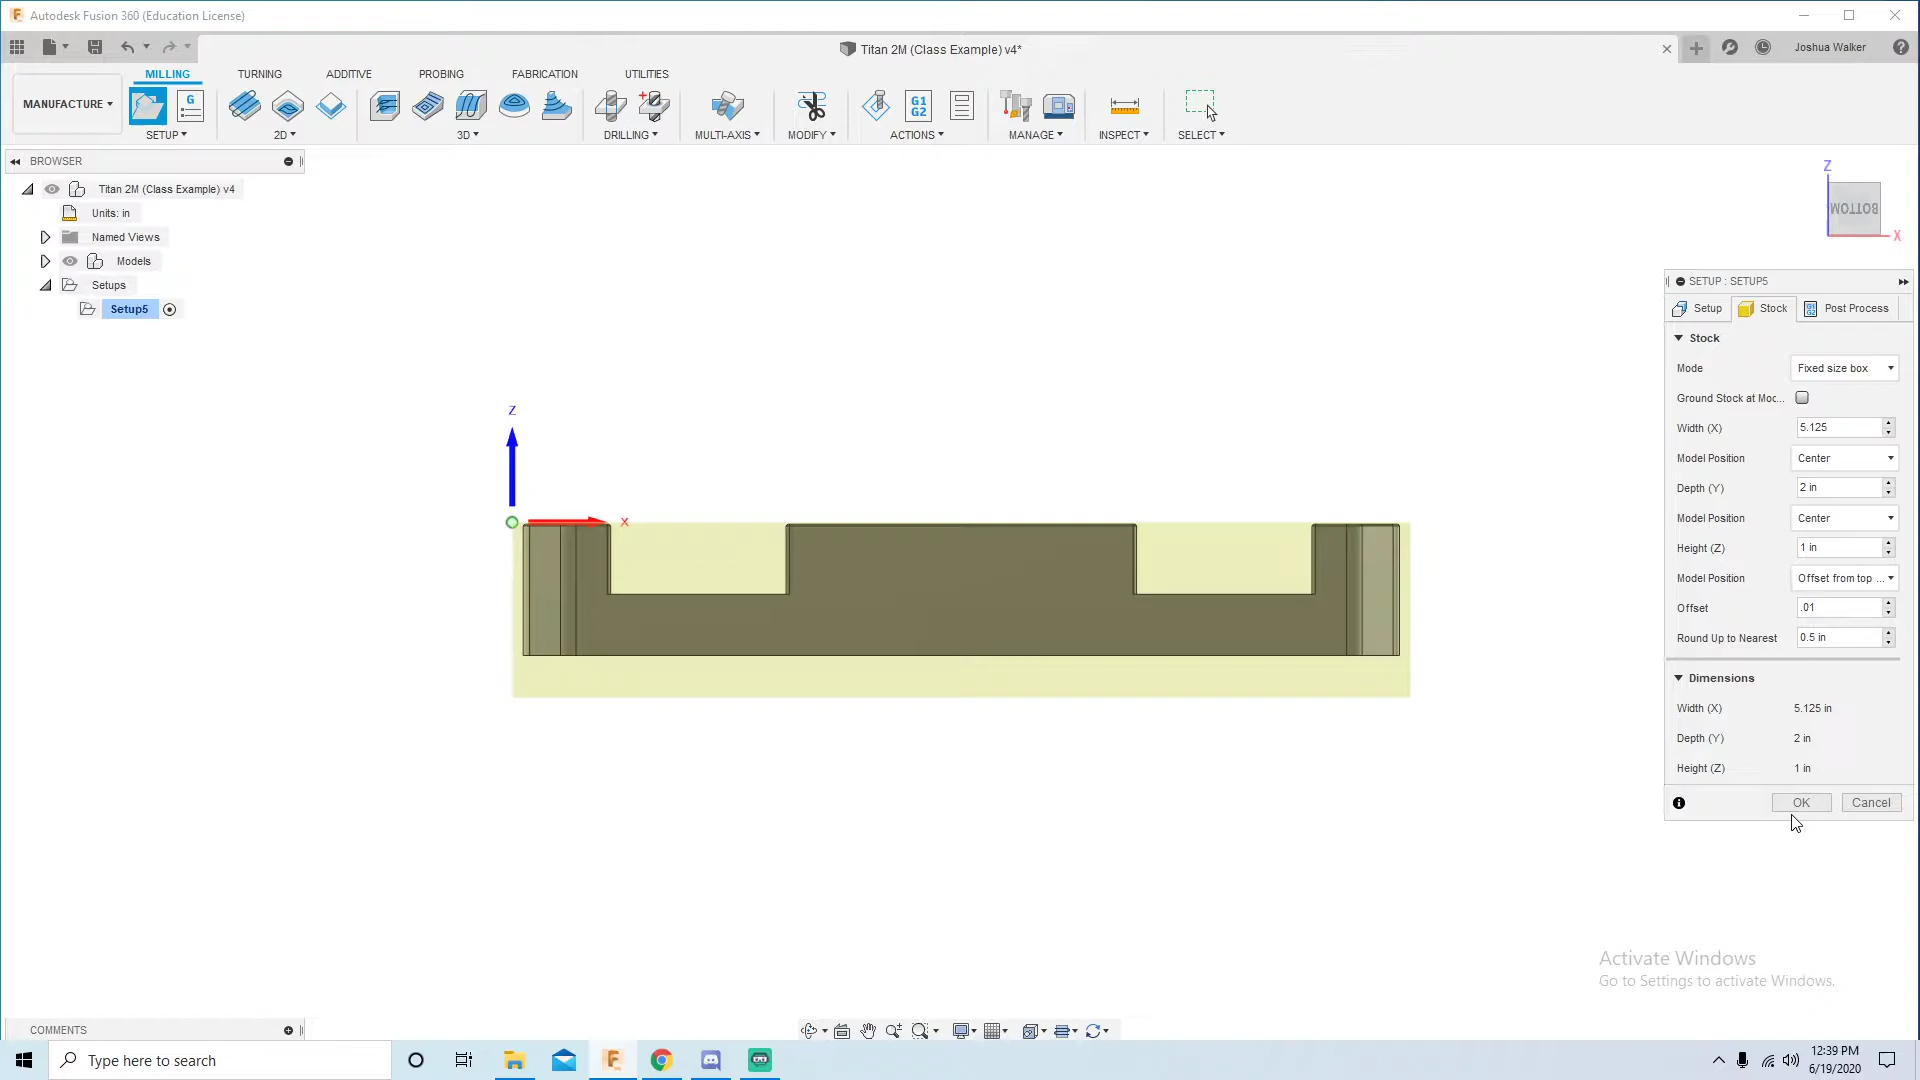 Autodesk Fusion 360 (Education License)
Titan 2M (Class Example) v4*
Joshua Walker
MILLING TURNING ADDITIVE PROBING FABRICATION UTILITIES
MANUFACTURE
G
G1
G2
SETUP 2D 3D DRILLING MULTI-AXIS MODIFY ACTIONS MANAGE INSPECT SELECT
BROWSER
Titan 2M (Class Example) v4
Units: in
Named Views
Models
Setups
Setup5
Z
BOTTOM
X
Z
X
SETUP : SETUP5
Setup Stock Post Process
Stock
Mode Fixed size box
Ground Stock at Moc...
Width (X) 5.125
Model Position Center
Depth (Y) 2 in
Model Position Center
Height (Z) 1 in
Model Position Offset from top ...
Offset .01
Round Up to Nearest 0.5 in
Dimensions
Width (X) 5.125 in
Depth (Y) 2 in
Height (Z) 1 in
OK Cancel
Activate Windows
Go to Settings to activate Windows.
COMMENTS
Type here to search
12:39 PM
6/19/2020